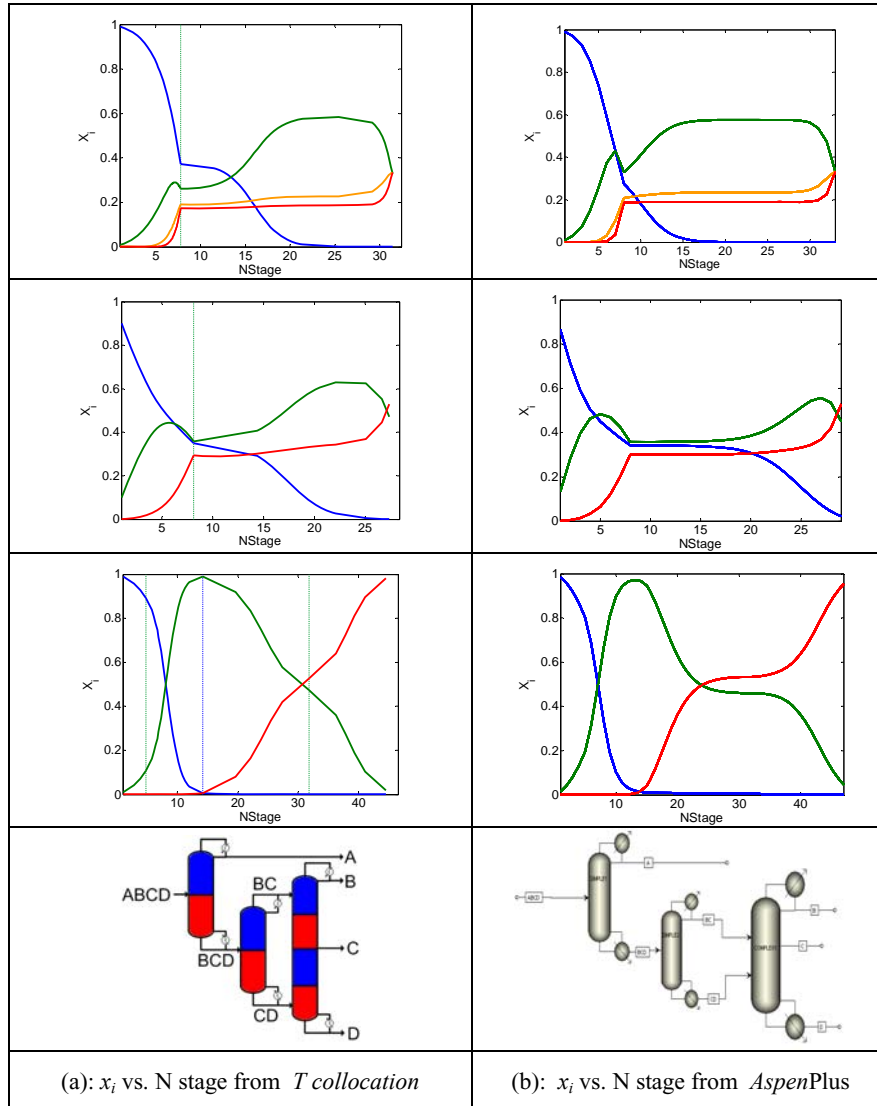 1
0.8
0.6
0.4
0.2
0
X_i
5 10 15 20 25 30
NStage
1
0.8
0.6
0.4
0.2
0
X_i
5 10 15 20 25 30
NStage
1
0.8
0.6
0.4
0.2
0
X_i
5 10 15 20 25
NStage
1
0.8
0.6
0.4
0.2
0
X_i
5 10 15 20 25
NStage
1
0.8
0.6
0.4
0.2
0
X_i
10 20 30 40
NStage
1
0.8
0.6
0.4
0.2
0
X_i
10 20 30 40
NStage
A
BC
B
ABCD
BCD
C
CD
D
A
ABCD
BC
B
C
BCD
CD
(a): x_i vs. N stage from T collocation
(b): x_i vs. N stage from AspenPlus